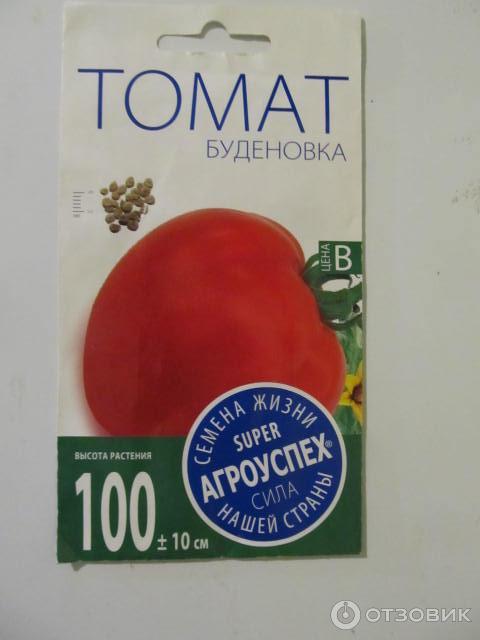 ТОМАТ
БУДЕНОВКА
ЦЕНА B
СЕМЕНА ЖИЗНИ
SUPER
АГРОУСПЕХ®
СИЛА
НАШЕЙ СТРАНЫ
ВЫСОТА РАСТЕНИЯ
100 ± 10 см
ОТЗОВИК